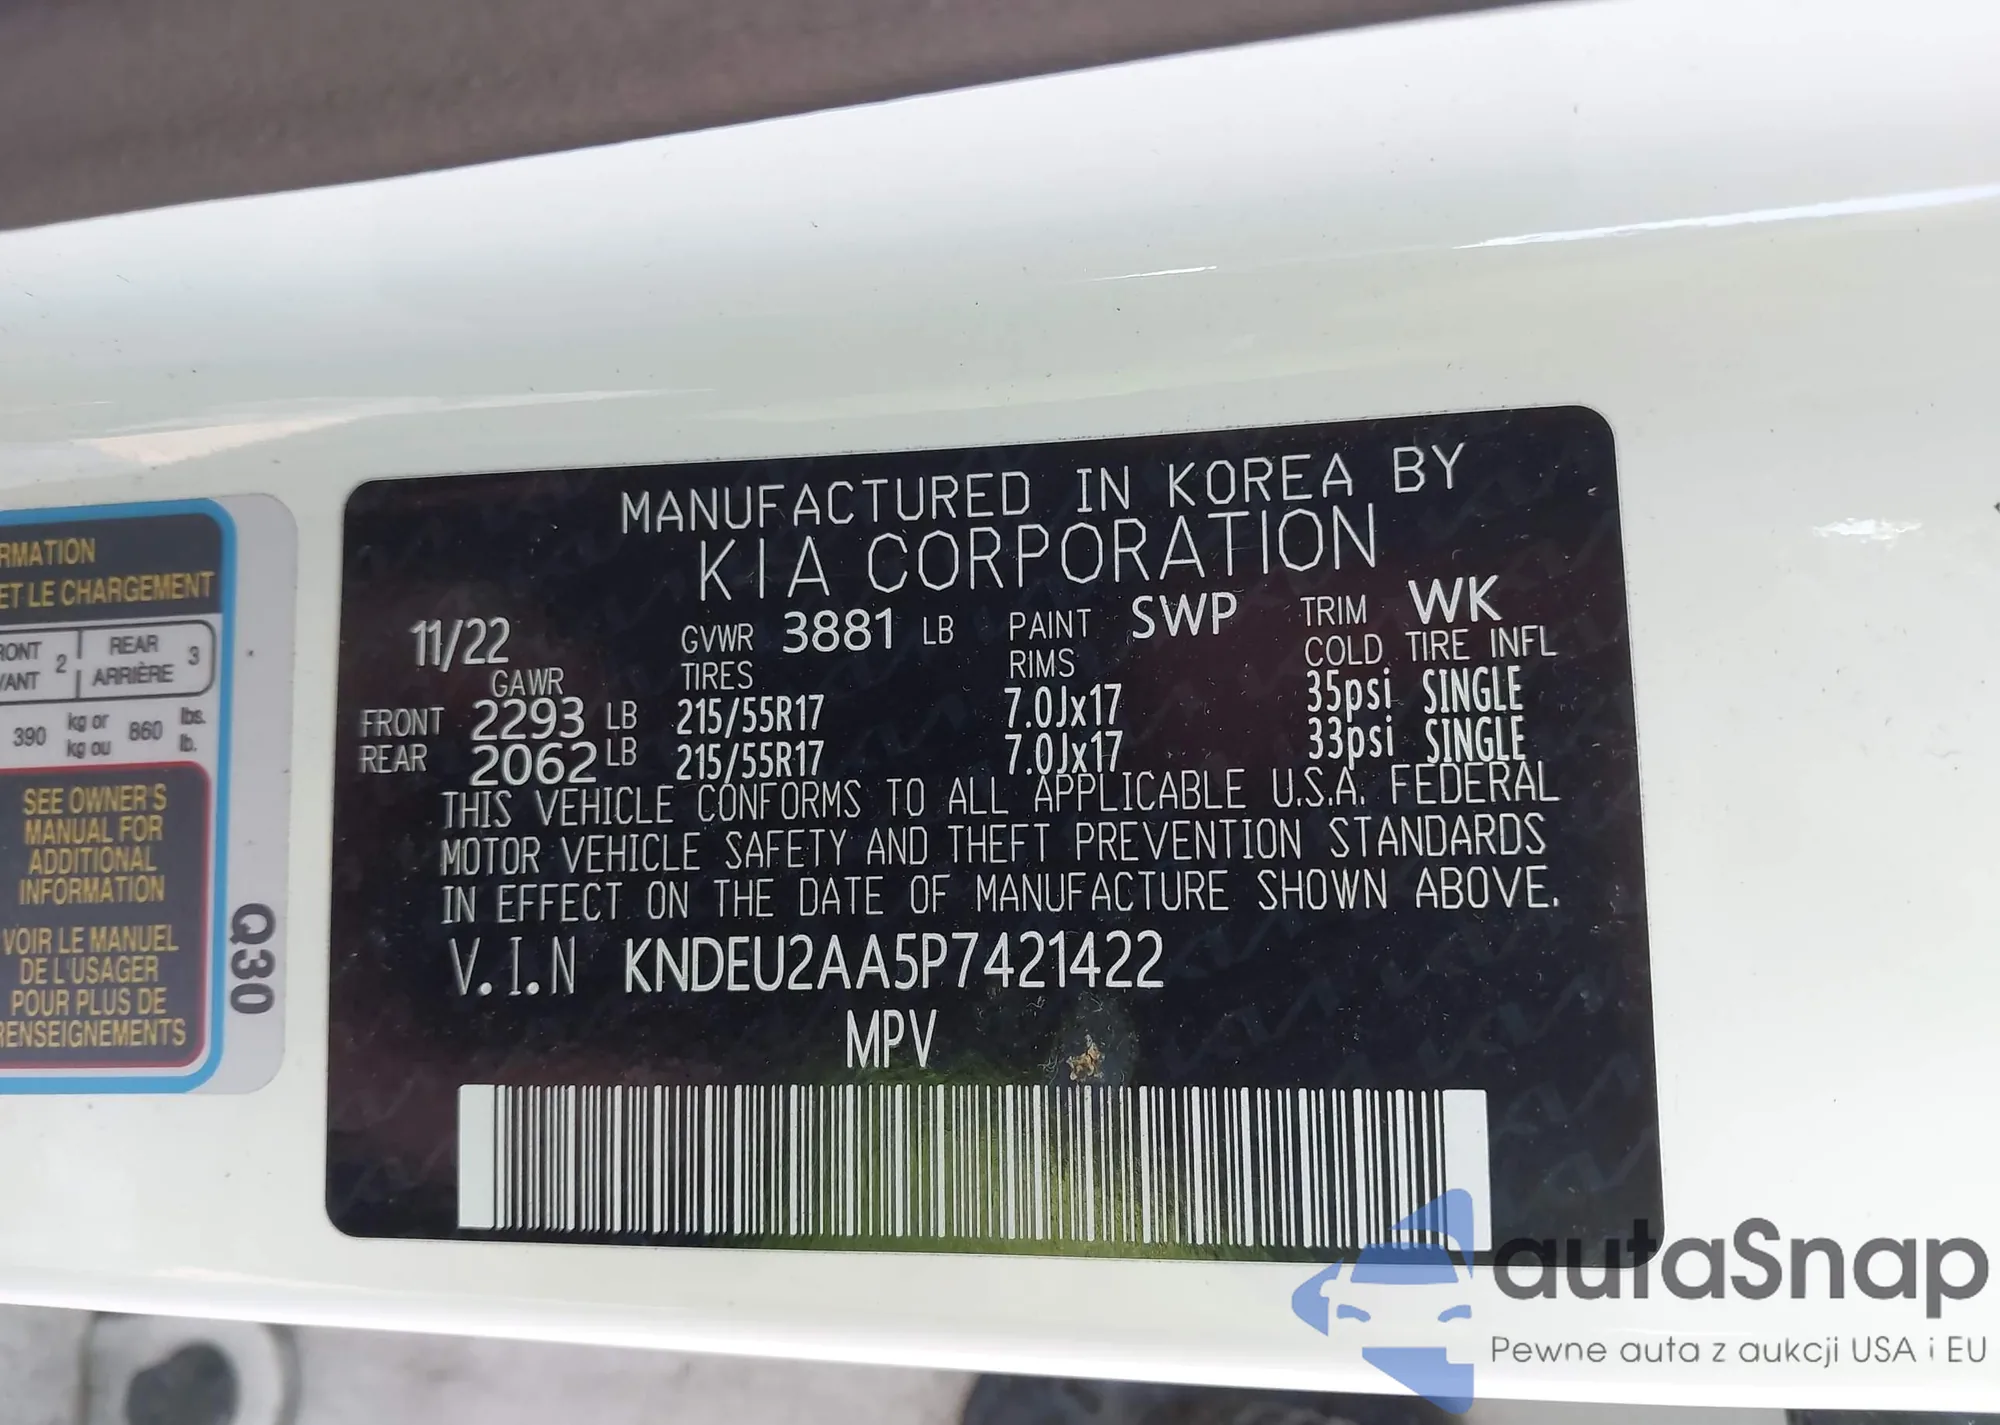 MANUFACTURED IN KOREA BY
KIA CORPORATION
11/22 GVWR 3881 LB PAINT SWP TRIM WK
GAWR TIRES RIMS COLD TIRE INFL
FRONT 2293 LB 215/55R17 7.0Jx17 35psi SINGLE
REAR 2062 LB 215/55R17 7.0Jx17 33psi SINGLE
THIS VEHICLE CONFORMS TO ALL APPLICABLE U.S.A. FEDERAL
MOTOR VEHICLE SAFETY AND THEFT PREVENTION STANDARDS
IN EFFECT ON THE DATE OF MANUFACTURE SHOWN ABOVE.
V.I.N KNDEU2AA5P7421422
MPV
RMATION
ET LE CHARGEMENT
RONT 2 REAR 3
VANT ARRIÈRE
390 kg or 860 lbs.
kg ou lb.
SEE OWNER'S
MANUAL FOR
ADDITIONAL
INFORMATION
VOIR LE MANUEL
DE L'USAGER
POUR PLUS DE
RENSEIGNEMENTS
Q30
autaSnap
Pewne auta z aukcji USA i EU